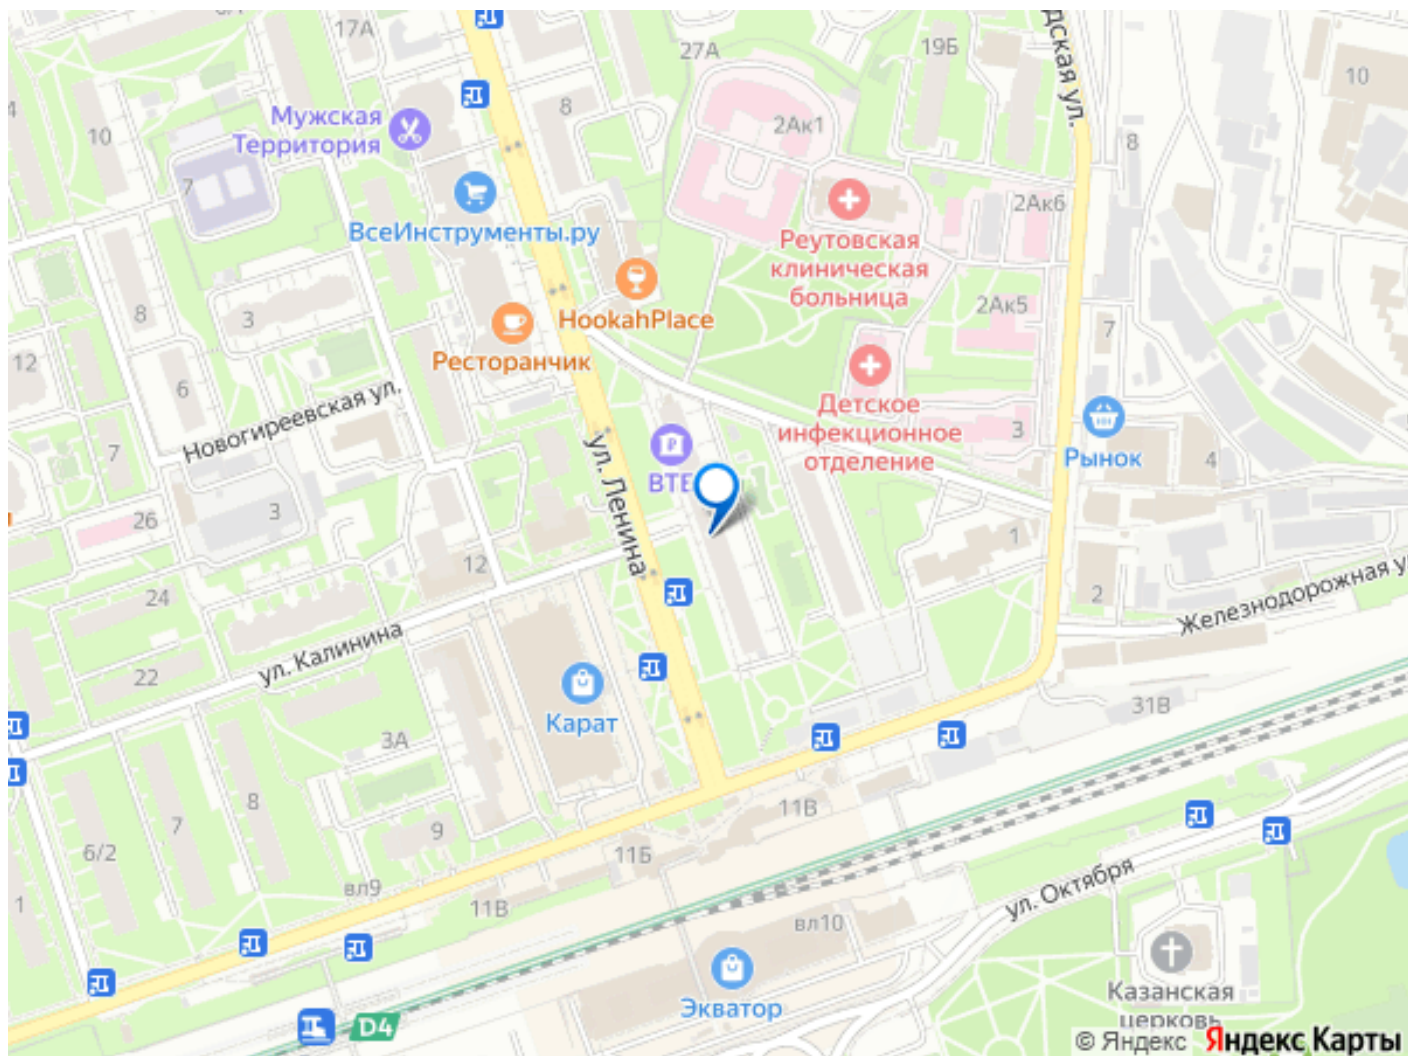 17А
27А
19Б
дская ул.
10
4
10
8
2Ак1
8
Мужская
Территория
7
ВсеИнструменты.ру
2Ак6
Реутовская
клиническая
больница
HookahPlace
2Ак5
8
3
7
Ресторанчик
12
6
Новогиреевская ул.
Детское
инфекционное
отделение
3
7
Рынок
4
ул. Ленина
ВТБ
26
3
1
12
24
2
Железнодорожная у
ул. Калинина
22
Карат
31В
3А
8
7
9
11В
6/2
11Б
вл9
1
11В
ул. Октября
вл10
Экватор
Казанская
церковь
D4
© Яндекс Яндекс Карты